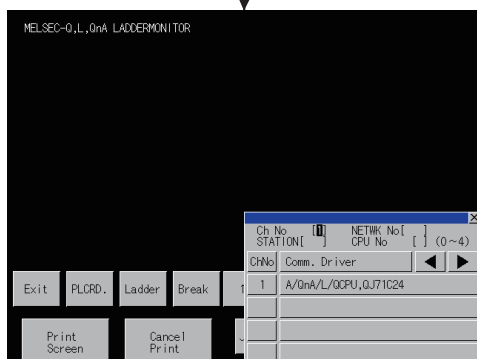 MELSEC-Q,L,QnA LADDERMONITOR
Ch No [1] NETWK No[ ]
STATION[ ] CPU No [ ] (0~4)
ChNo Comm. Driver ◀ ▶
1 A/QnA/L/QCPU,QJ71C24
Exit PLCRD. Ladder Break
Print Screen
Cancel Print